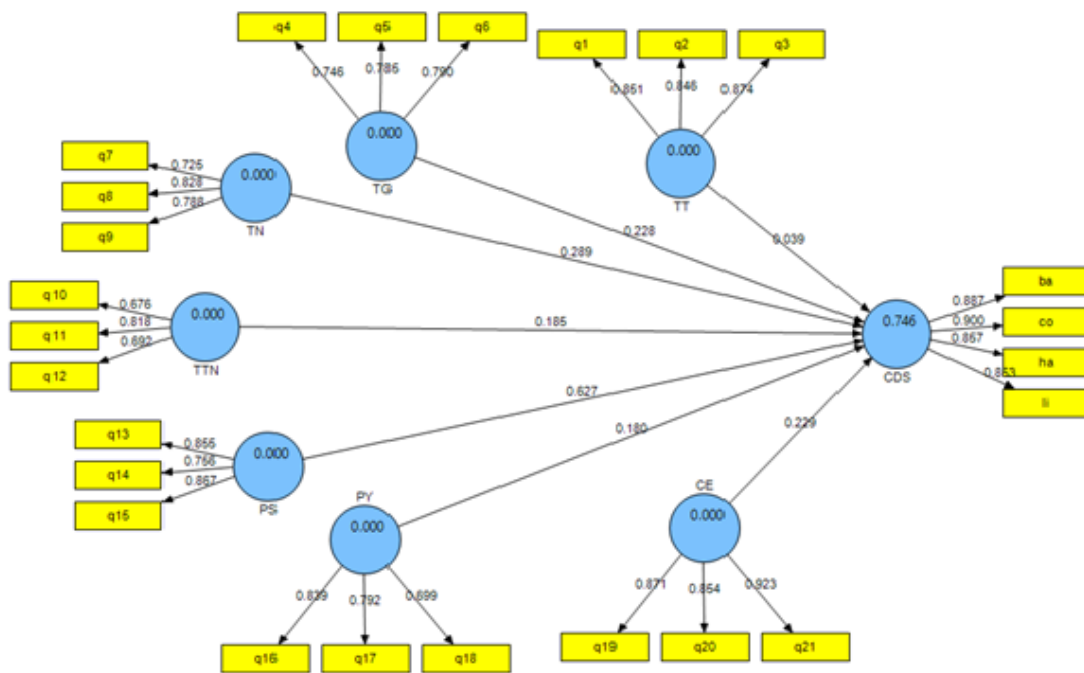 q4
q5
q6
0.746
0.785
0.790
0.000
TG
q1
q2
q3
0.851
0.846
0.874
0.000
TT
q7
q8
q9
0.725
0.828
0.788
0.000
TN
0.228
0.039
0.289
q10
q11
q12
0.676
0.818
0.692
0.000
TTN
0.185
0.746
CDS
ba
co
ha
li
0.887
0.900
0.857
0.853
q13
q14
q15
0.855
0.756
0.867
0.000
PS
0.627
PY
0.000
0.180
0.839
0.792
0.699
q16
q17
q18
CE
0.000
0.229
0.871
0.854
0.923
q19
q20
q21